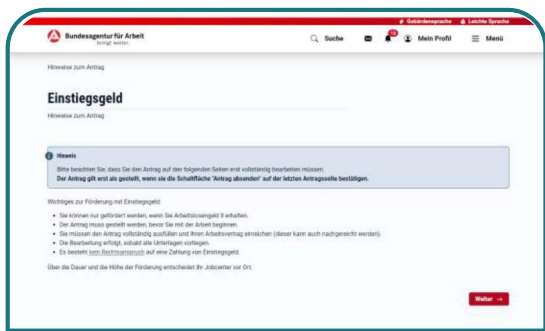 Gebärdensprache Leichte Sprache
Bundesagentur für Arbeit
bringt weiter.
Suche 12 Mein Profil Menü
Hinweise zum Antrag
Einstiegsgeld
Hinweise zum Antrag
Hinweis
Bitte beachten Sie, dass Sie den Antrag auf den folgenden Seiten erst vollständig bearbeiten müssen.
Der Antrag gilt erst als gestellt, wenn sie die Schaltfläche "Antrag absenden" auf der letzten Antragsseite bestätigen.
Wichtiges zur Förderung mit Einstiegsgeld:
Sie können nur gefördert werden, wenn Sie Arbeitslosengeld II erhalten.
Der Antrag muss gestellt werden, bevor Sie mit der Arbeit beginnen.
Sie müssen den Antrag vollständig ausfüllen und Ihren Arbeitsvertrag einreichen (dieser kann auch nachgereicht werden).
Die Bearbeitung erfolgt, sobald alle Unterlagen vorliegen.
Es besteht kein Rechtsanspruch auf eine Zahlung von Einstiegsgeld.
Über die Dauer und die Höhe der Förderung entscheidet Ihr Jobcenter vor Ort.
Weiter →